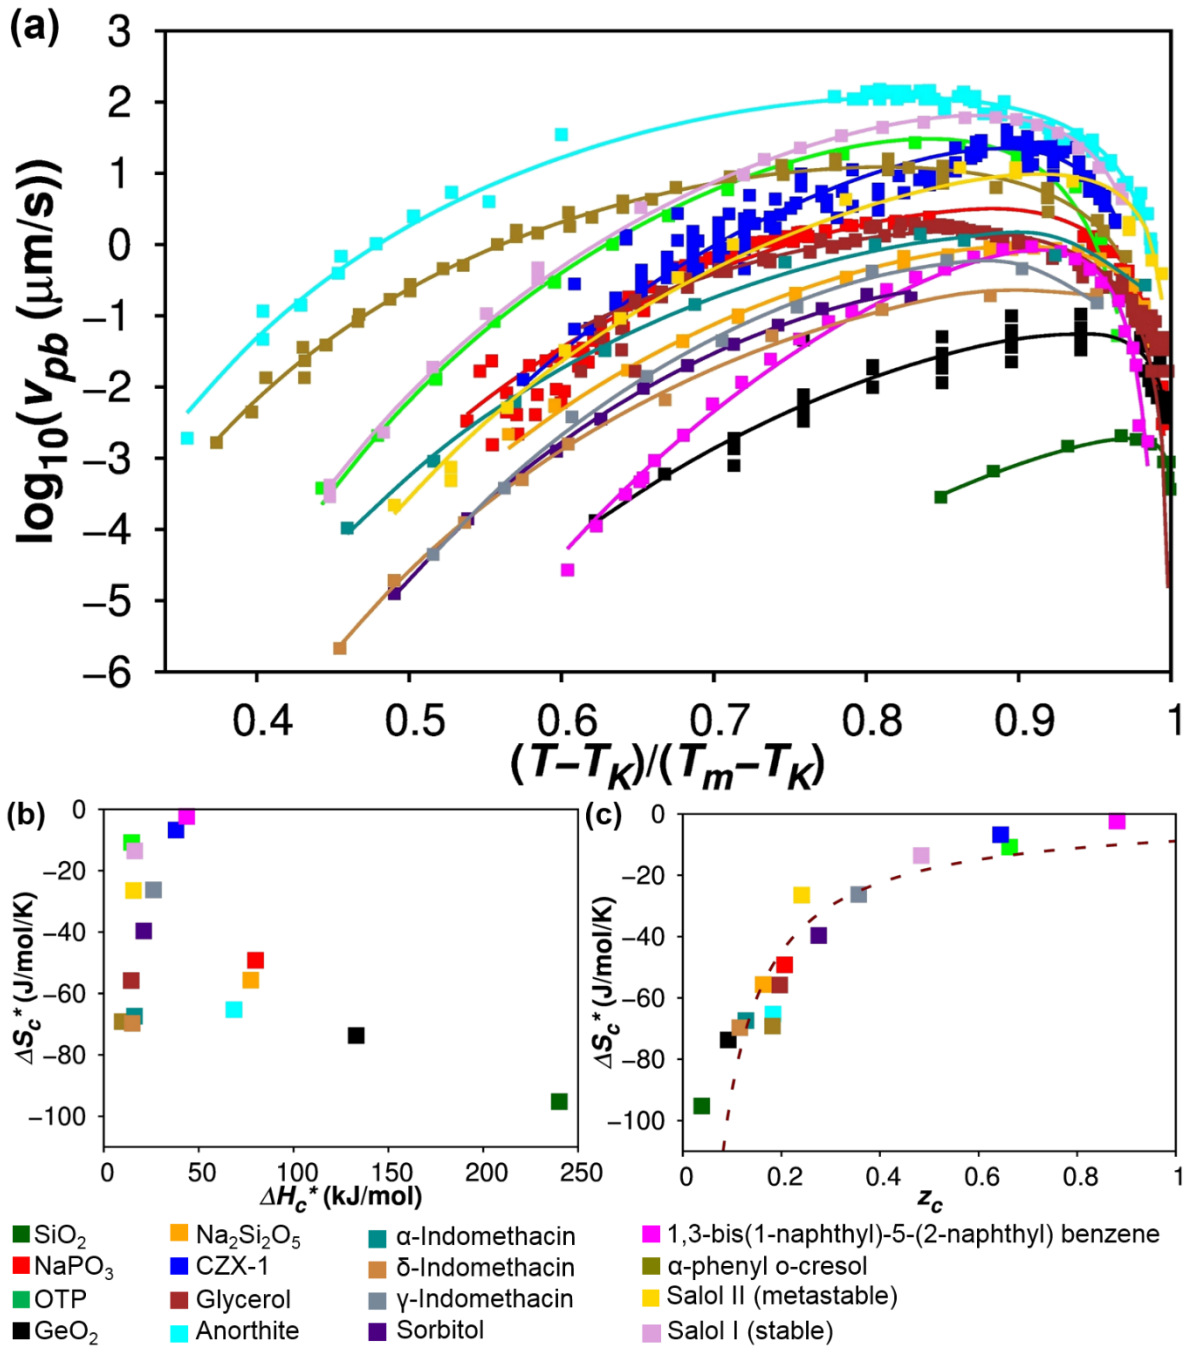 (a)
3
2
1
0
−1
−2
−3
−4
−5
−6
log10(vpb (μm/s))
0.4 0.5 0.6 0.7 0.8 0.9 1
(T−TK)/(Tm−TK)
(b)
0
−20
−40
−60
−80
−100
ΔSc* (J/mol/K)
0 50 100 150 200 250
ΔHc* (kJ/mol)
(c)
0
−20
−40
−60
−80
−100
ΔSc* (J/mol/K)
0 0.2 0.4 0.6 0.8 1
zc
SiO2 Na2Si2O5 α-Indomethacin 1,3-bis(1-naphthyl)-5-(2-naphthyl) benzene
NaPO3 CZX-1 δ-Indomethacin α-phenyl o-cresol
OTP Glycerol γ-Indomethacin Salol II (metastable)
GeO2 Anorthite Sorbitol Salol I (stable)